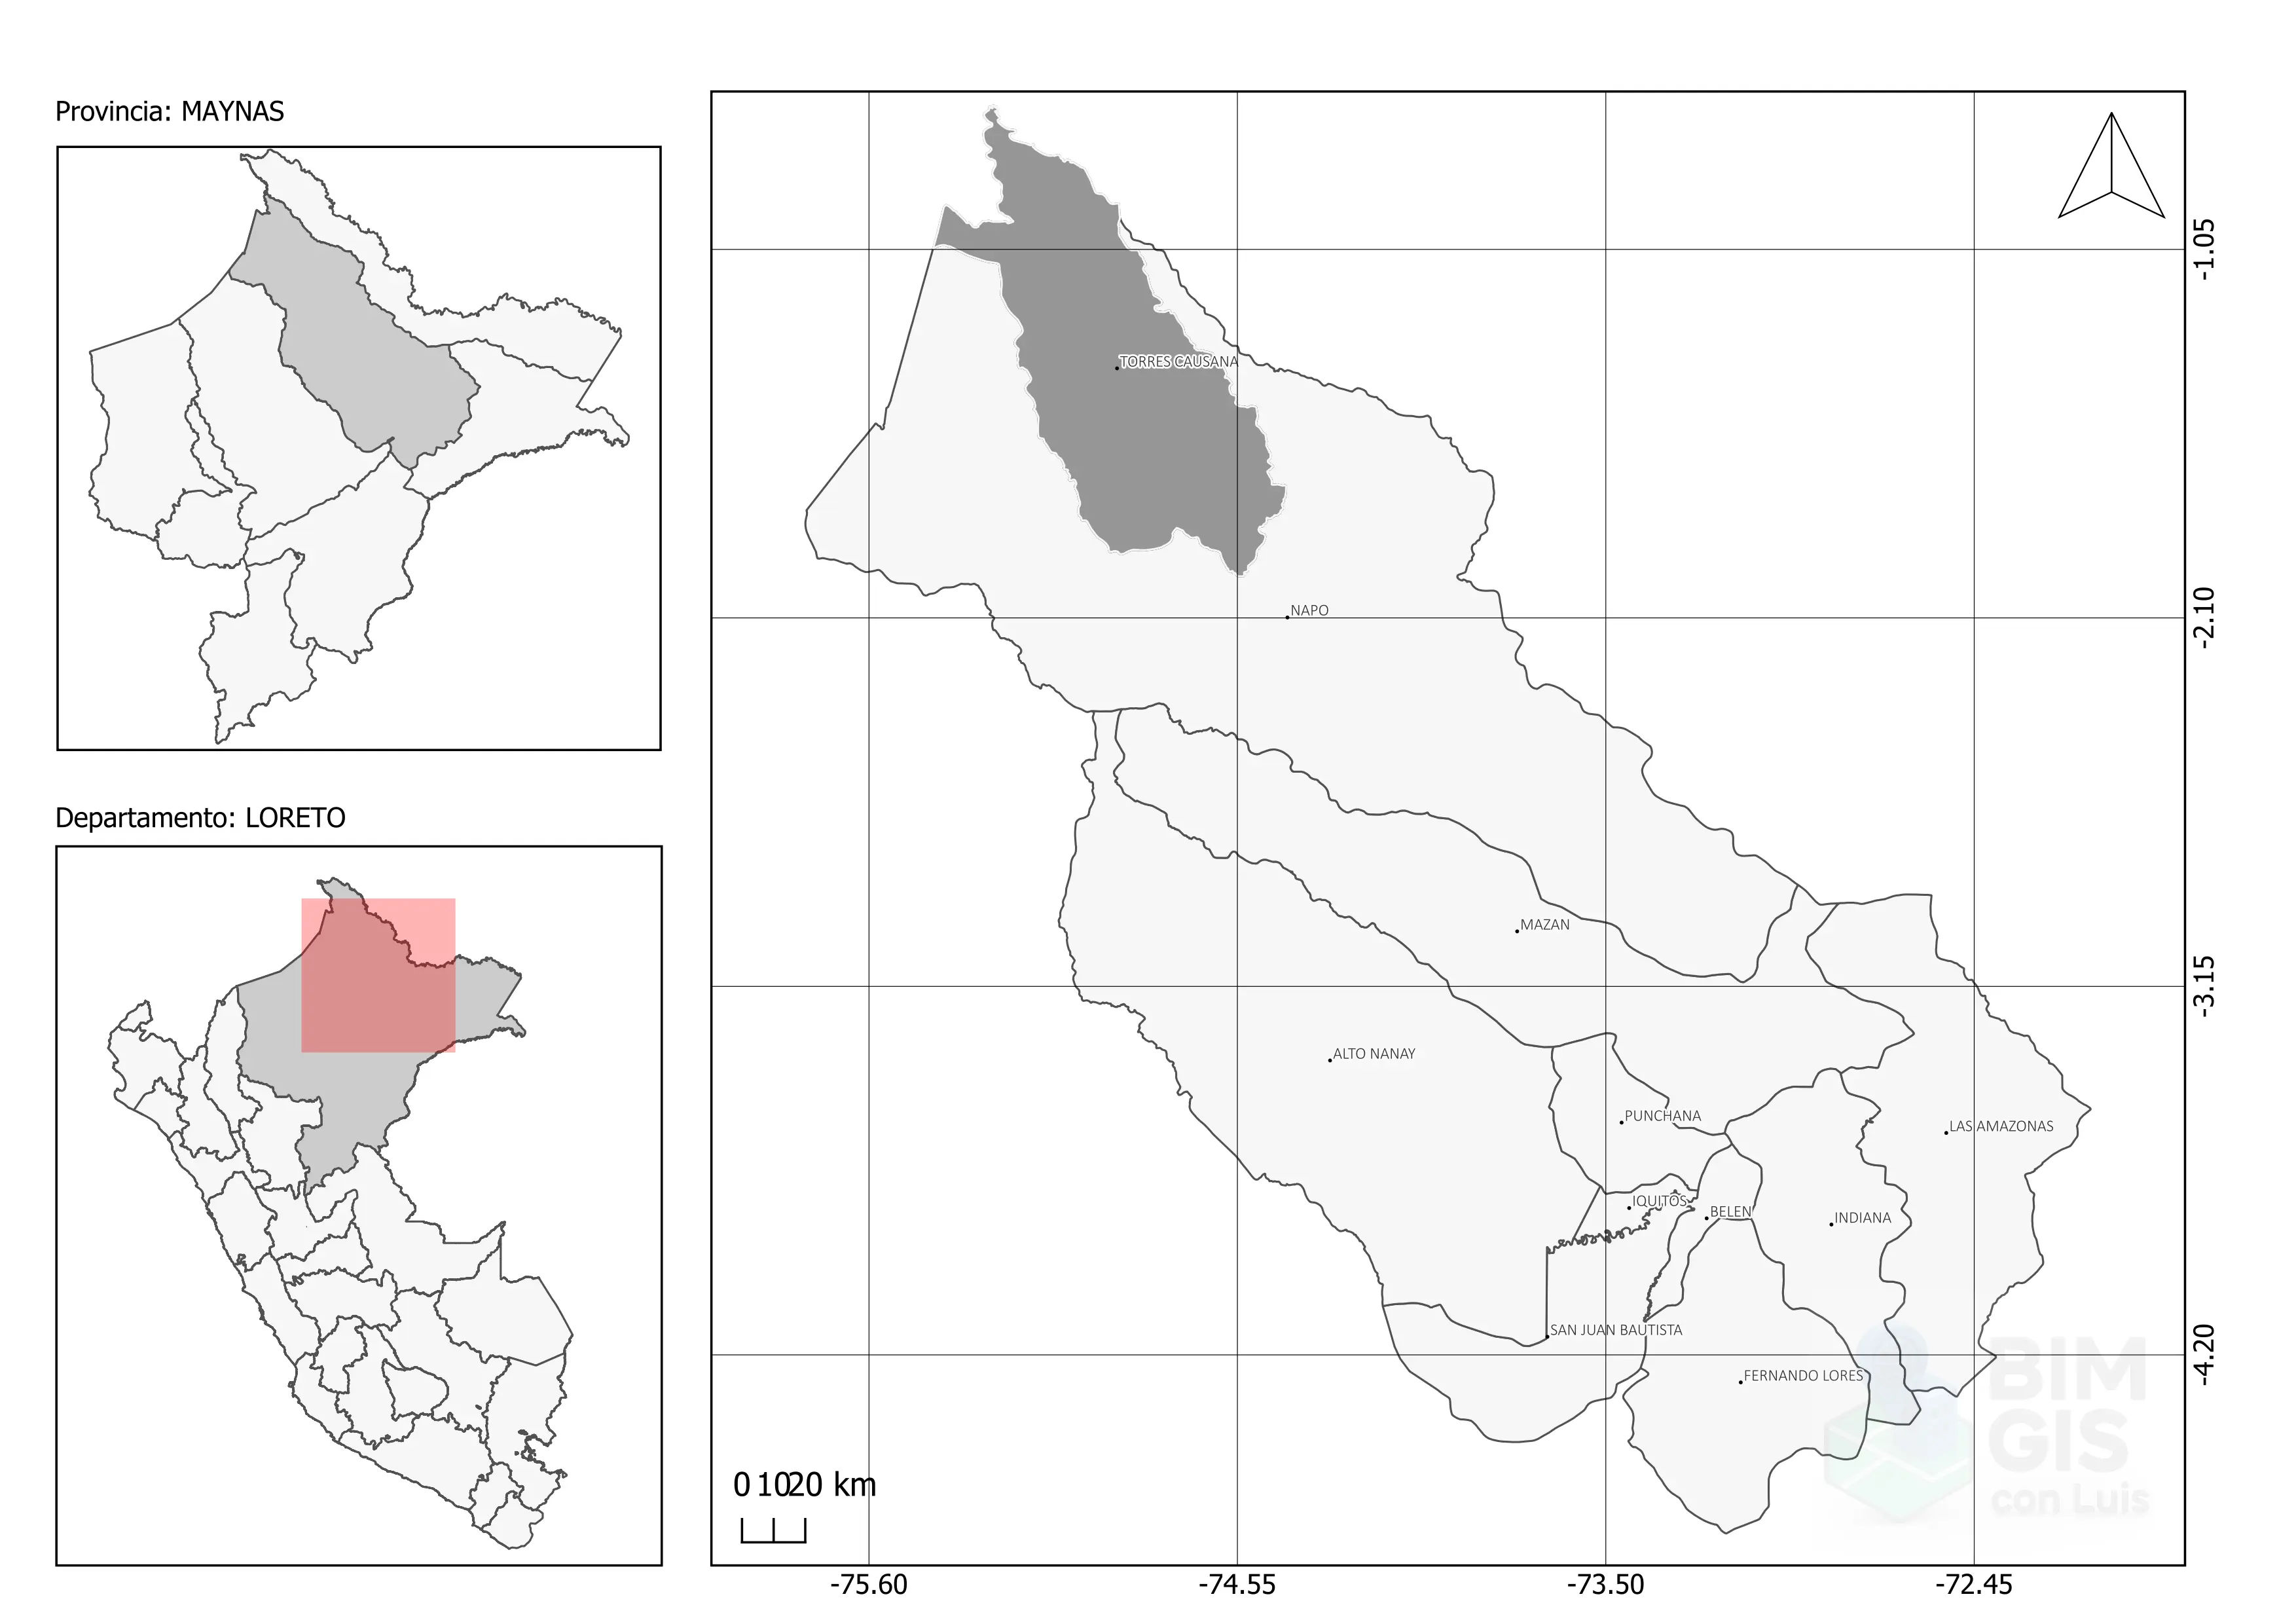 Provincia: MAYNAS
Departamento: LORETO
TORRES CAUSANA
NAPO
MAZAN
ALTO NANAY
PUNCHANA
LAS AMAZONAS
IQUITOS
BELEN
INDIANA
SAN JUAN BAUTISTA
FERNANDO LORES
-1.05
-2.10
-3.15
-4.20
BIM
GIS
con Luis
0 10 20 km
-75.60 -74.55 -73.50 -72.45